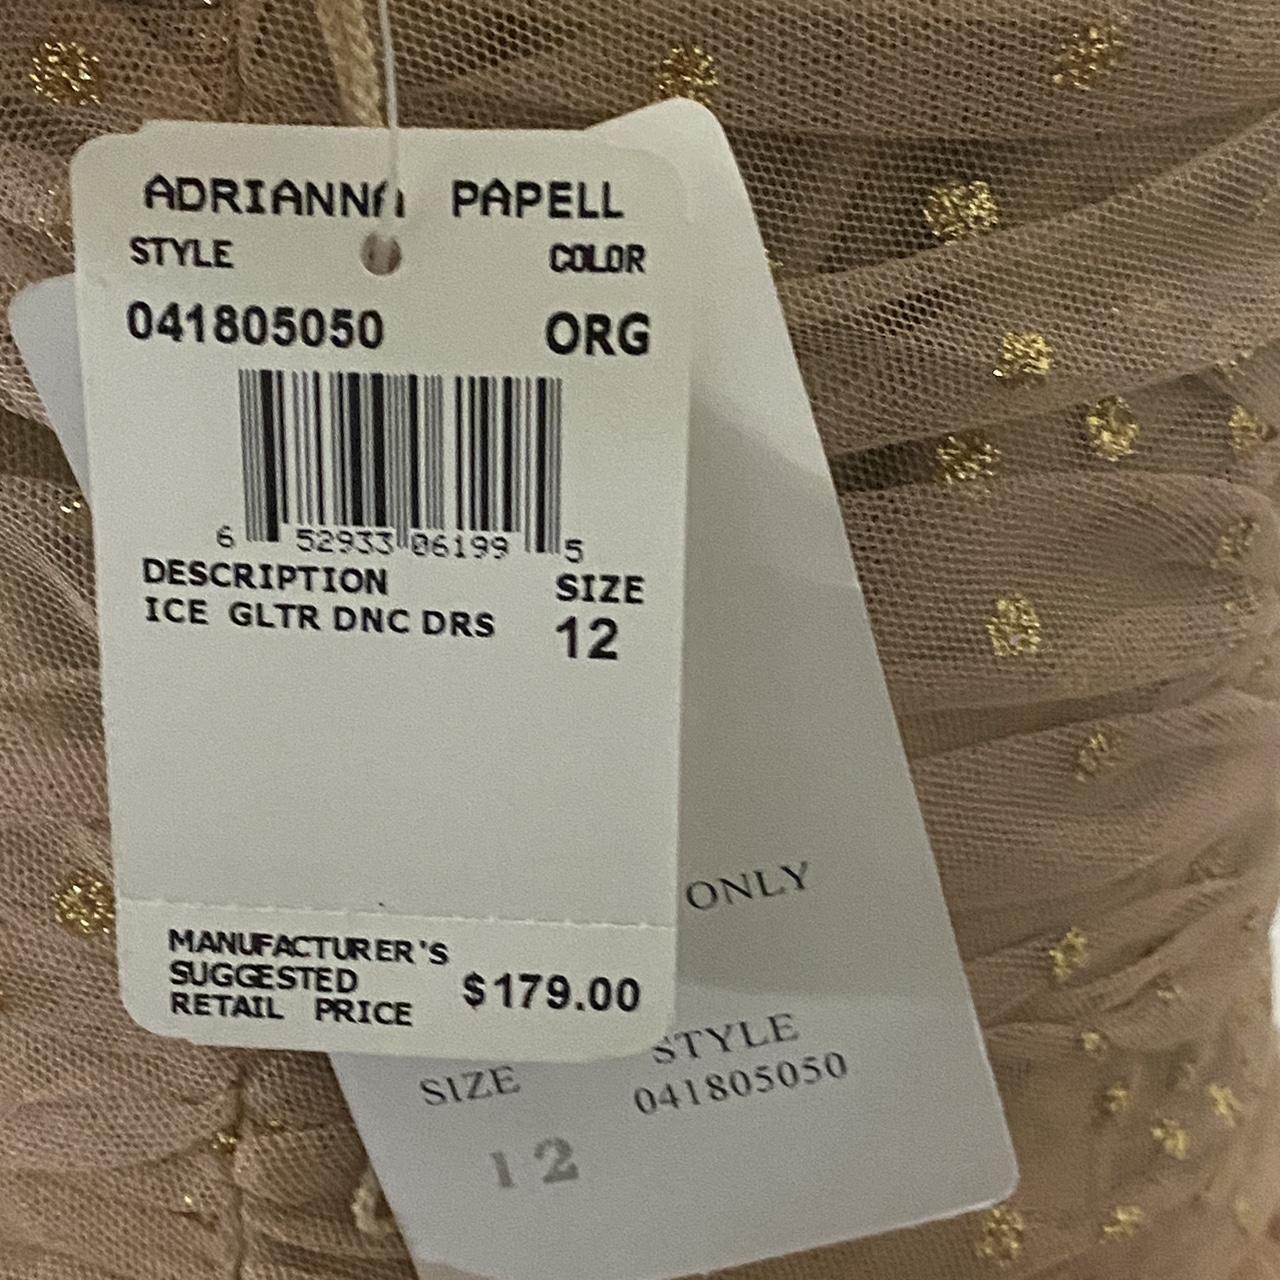 ADRIANNA PAPELL
STYLE COLOR
041805050 ORG
6 52933 06199 5
DESCRIPTION SIZE
ICE GLTR DNC DRS 12
MANUFACTURER'S
SUGGESTED
RETAIL PRICE $179.00
ONLY
SIZE STYLE
041805050
12